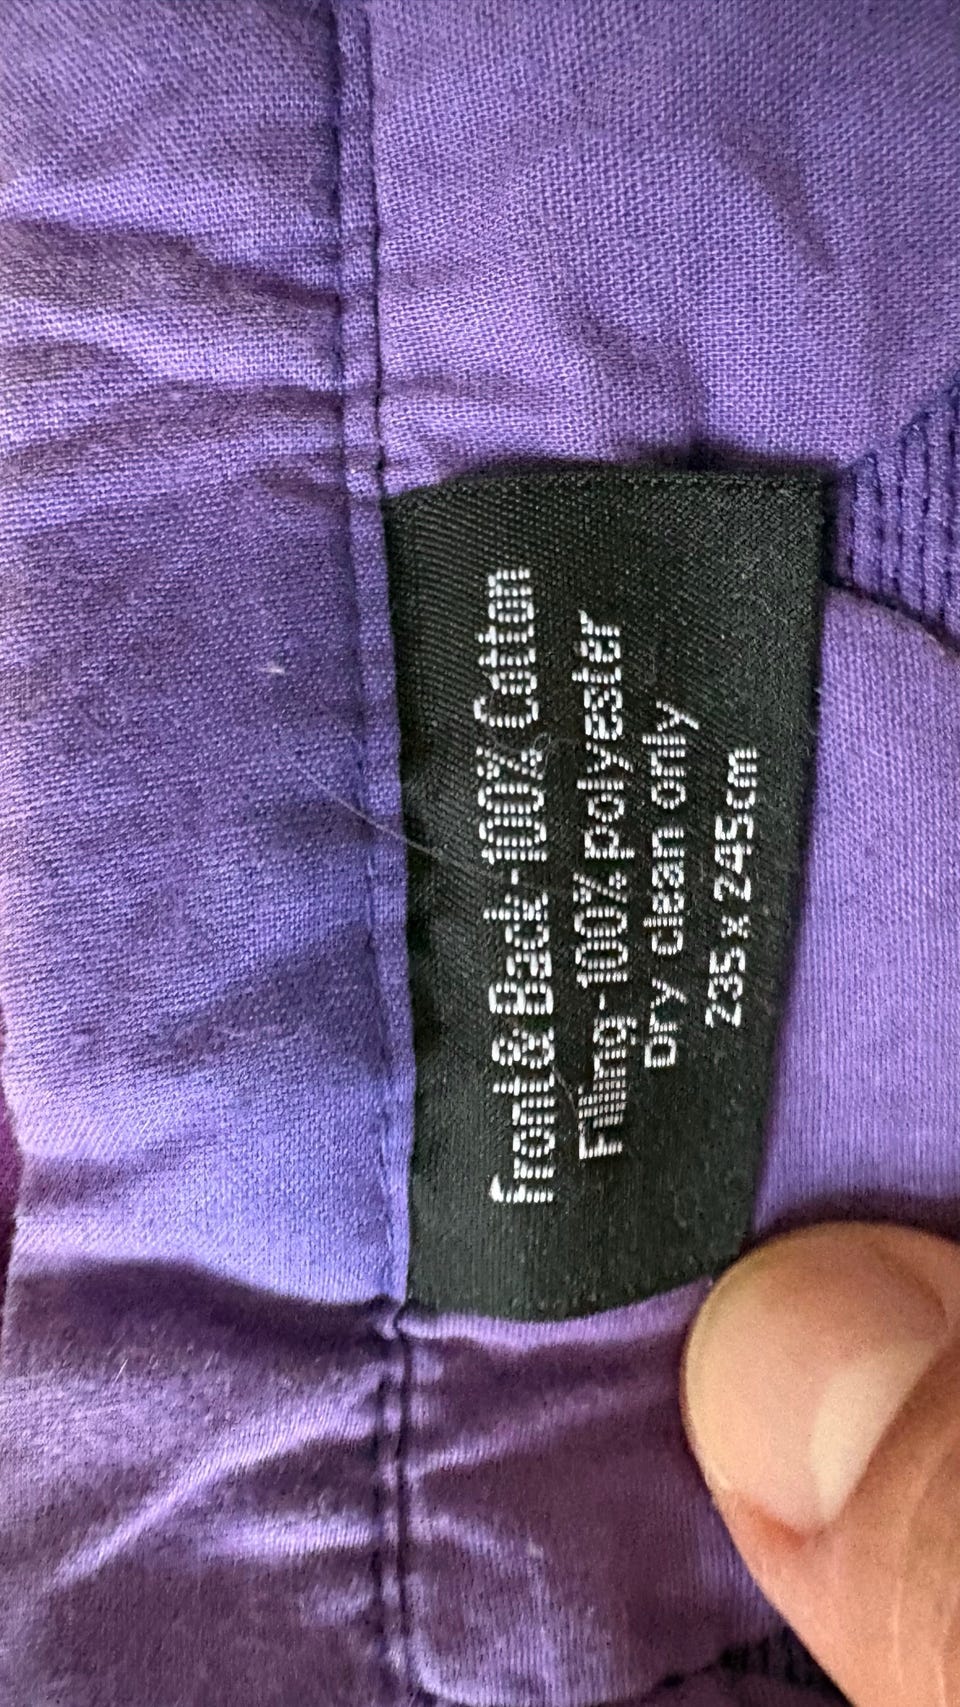 Front & Back - 100% Cotton
Filling - 100% polyester
Dry clean only
235 x 245cm